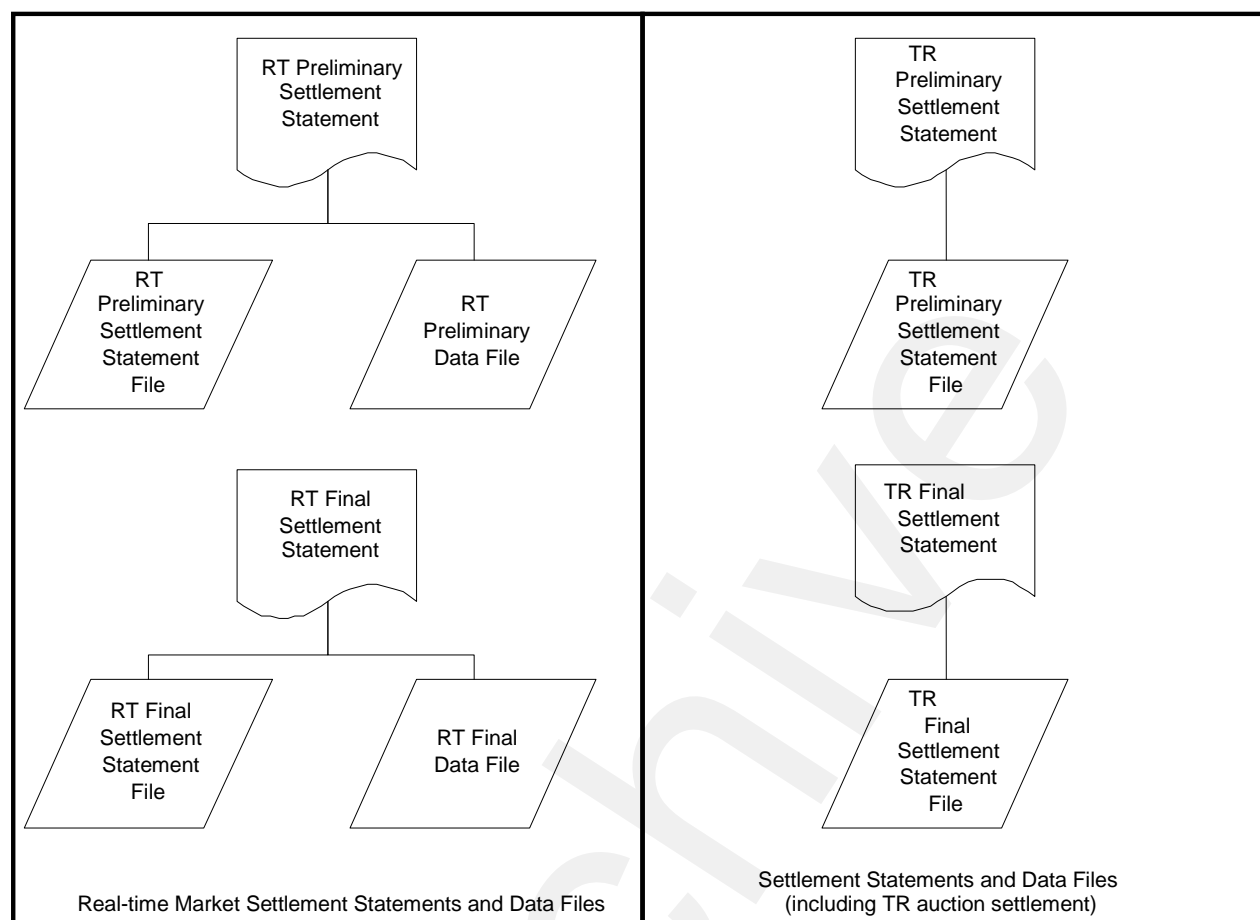 RT Preliminary
Settlement
Statement
RT
Preliminary
Settlement
Statement
File
RT
Preliminary
Data File
RT Final
Settlement
Statement
RT Final
Settlement
Statement
File
RT Final
Data File
Real-time Market Settlement Statements and Data Files
TR
Preliminary
Settlement
Statement
TR
Preliminary
Settlement
Statement
File
TR Final
Settlement
Statement
TR
Final
Settlement
Statement
File
Settlement Statements and Data Files
(including TR auction settlement)
chive